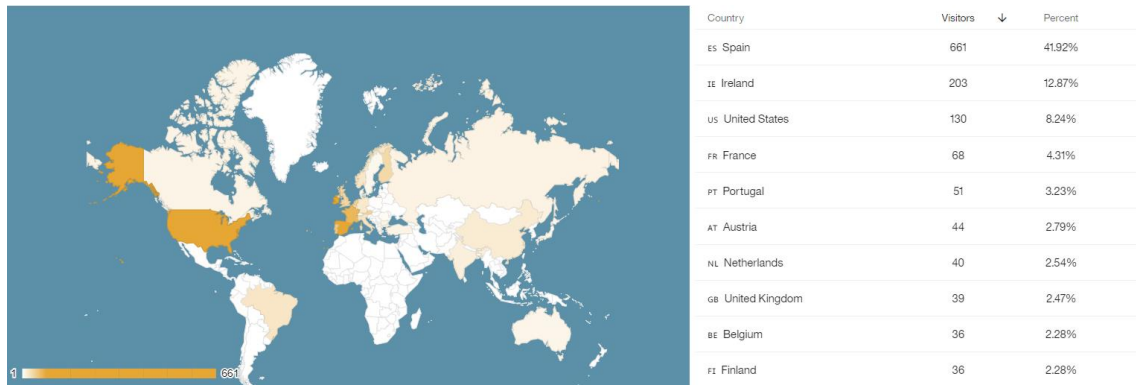 Country Visitors ↓ Percent
ES Spain 661 41.92%
IE Ireland 203 12.87%
US United States 130 8.24%
FR France 68 4.31%
PT Portugal 51 3.23%
AT Austria 44 2.79%
NL Netherlands 40 2.54%
GB United Kingdom 39 2.47%
BE Belgium 36 2.28%
FI Finland 36 2.28%
1 661